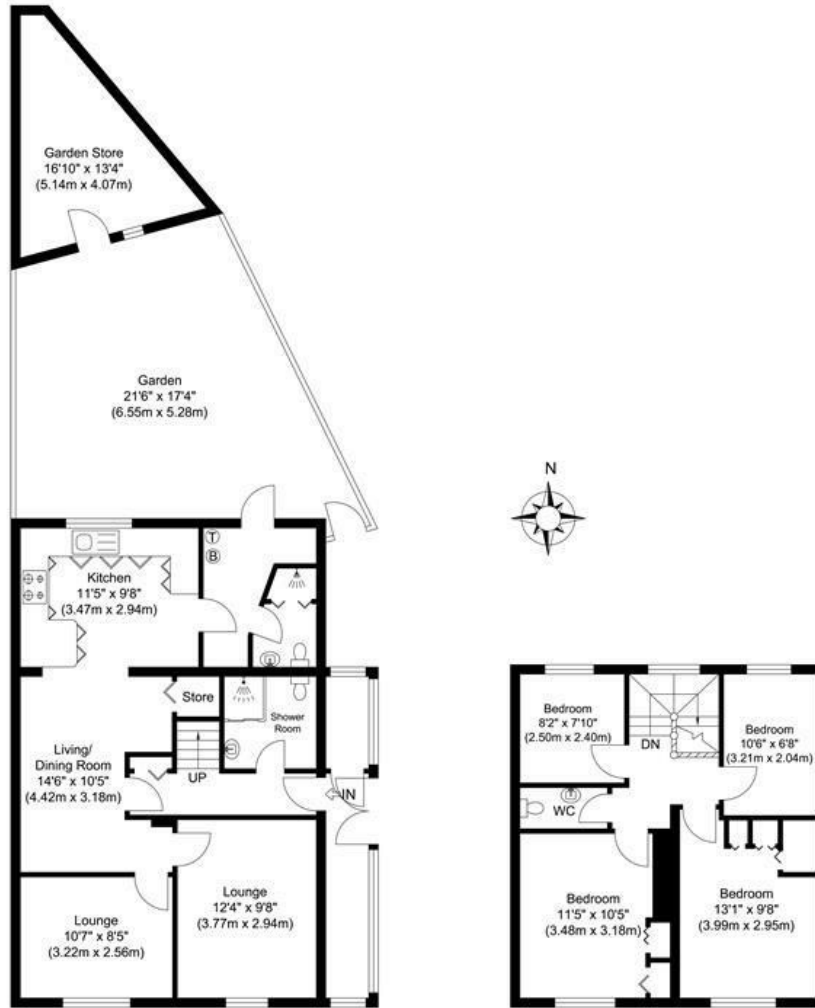 Garden Store
16'10" x 13'4"
(5.14m x 4.07m)
Garden
21'6" x 17'4"
(6.55m x 5.28m)
N
T
B
Kitchen
11'5" x 9'8"
(3.47m x 2.94m)
Store
Shower
Room
Living/
Dining Room
14'6" x 10'5"
(4.42m x 3.18m)
UP
IN
Lounge
12'4" x 9'8"
(3.77m x 2.94m)
Lounge
10'7" x 8'5"
(3.22m x 2.56m)
Bedroom
8'2" x 7'10"
(2.50m x 2.40m)
DN
Bedroom
10'6" x 6'8"
(3.21m x 2.04m)
WC
Bedroom
11'5" x 10'5"
(3.48m x 3.18m)
Bedroom
13'1" x 9'8"
(3.99m x 2.95m)